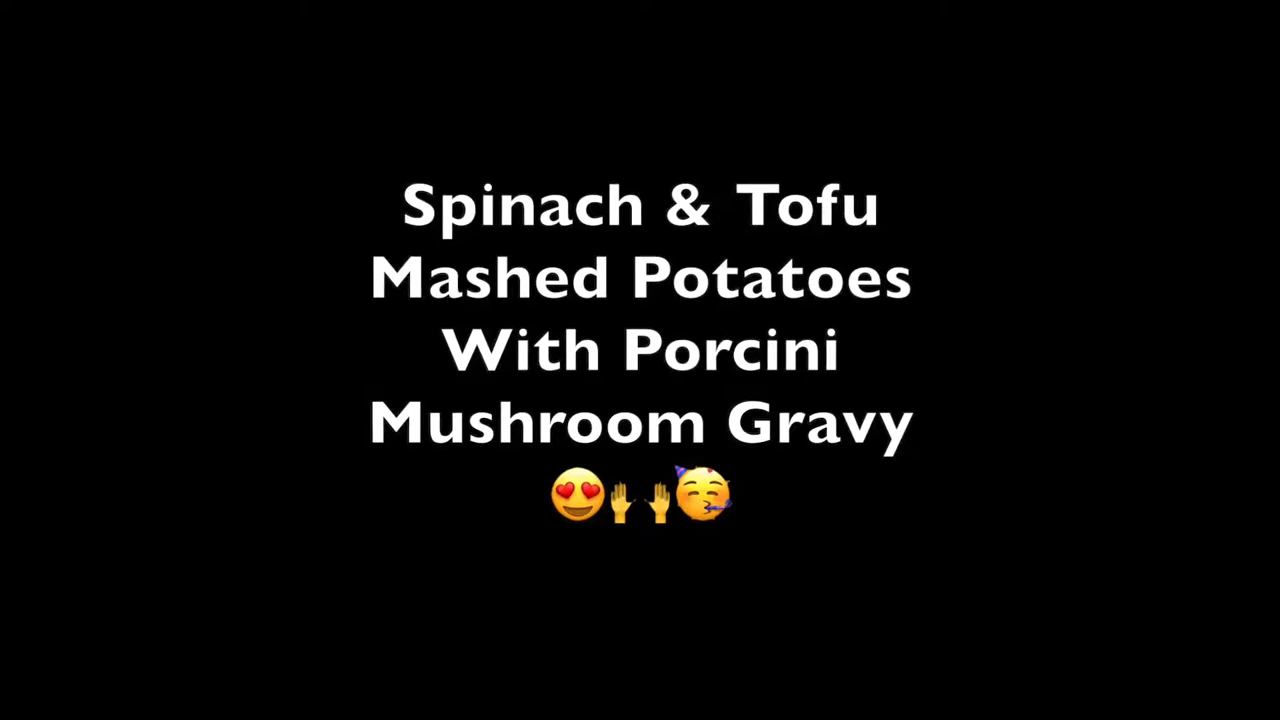 Spinach & Tofu
Mashed Potatoes
With Porcini
Mushroom Gravy
😍🙌🥳